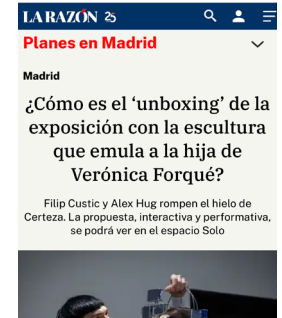 LA RAZÓN 25
Planes en Madrid
Madrid
¿Cómo es el ‘unboxing’ de la
exposición con la escultura
que emula a la hija de
Verónica Forqué?
Filip Custic y Alex Hug rompen el hielo de
Certeza. La propuesta, interactiva y performativa,
se podrá ver en el espacio Solo